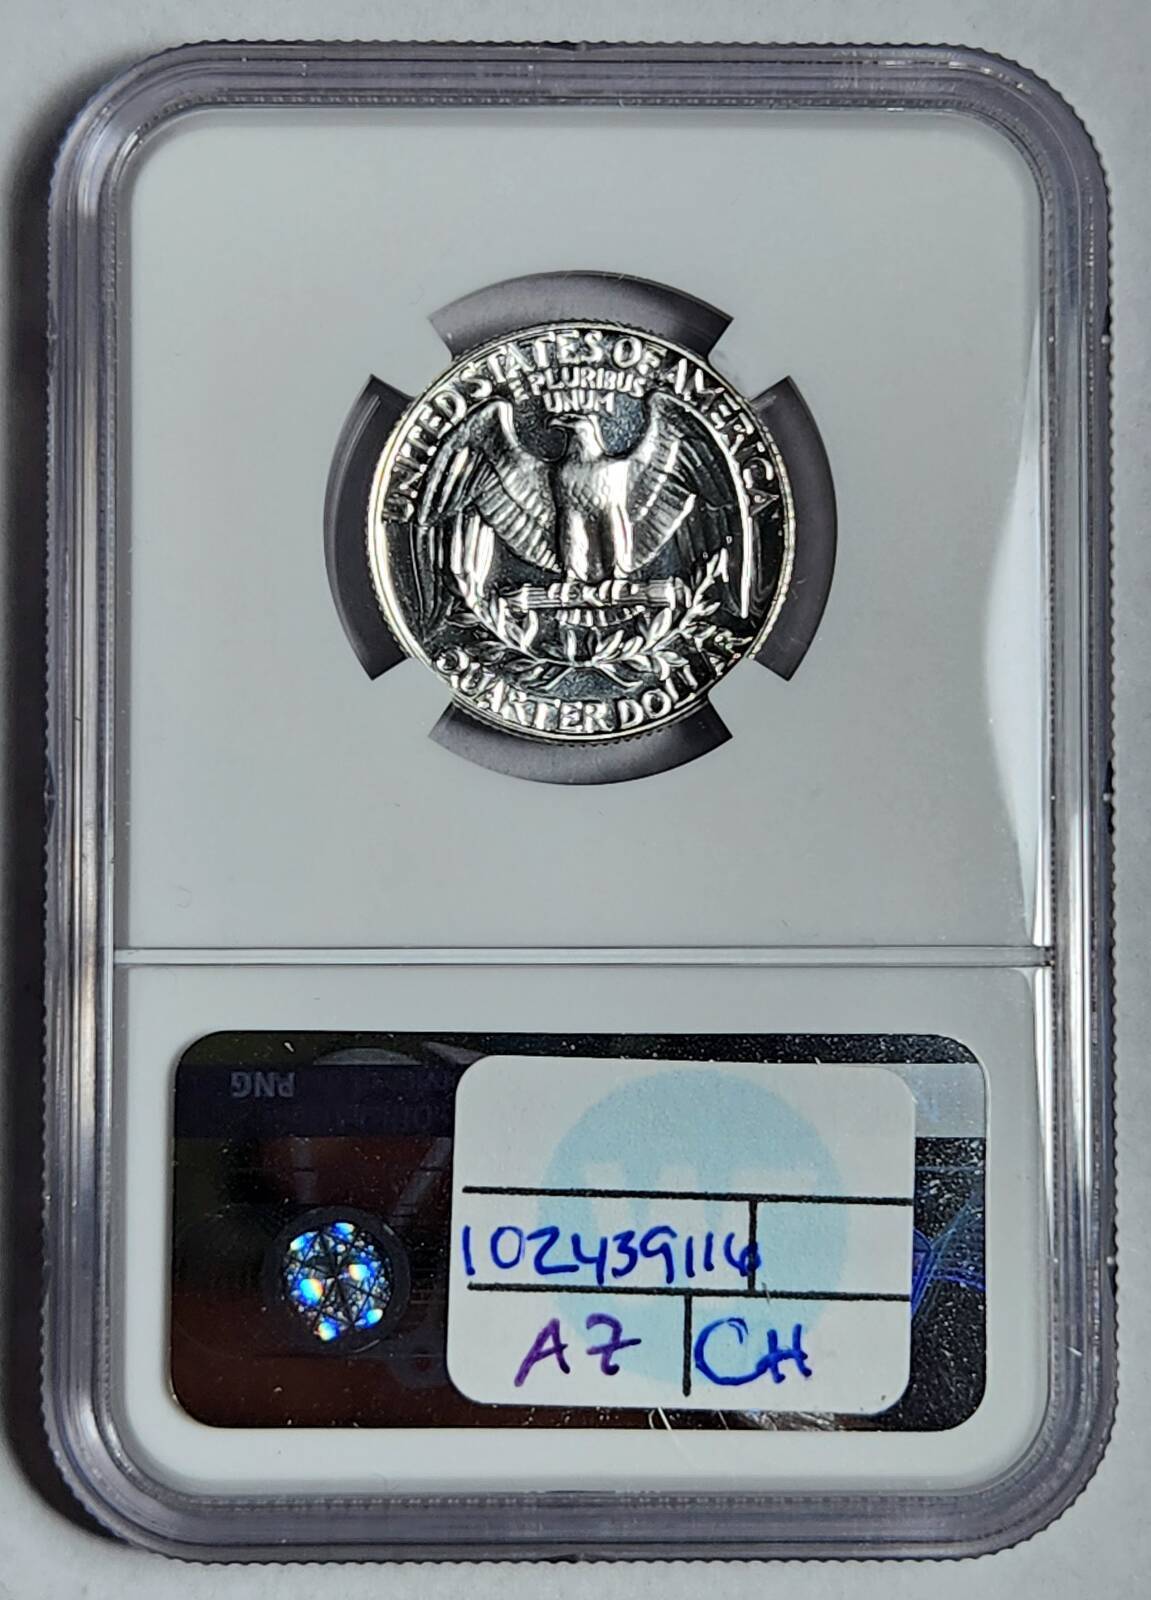 UNITED STATES OF AMERICA
E PLURIBUS
UNUM
QUARTER DOLLAR
PNG
102439116
AZ CH